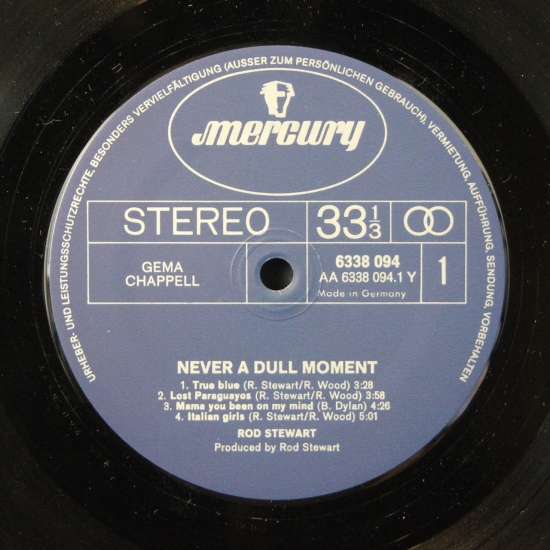 URHEBER- UND LEISTUNGSSCHUTZRECHTE, BESONDERS VERVIELFÄLTIGUNG (AUSSER ZUM PERSÖNLICHEN GEBRAUCH), VERMIETUNG, AUFFÜHRUNG, SENDUNG, VORBEHALTEN
mercury
STEREO
33 1/3
GEMA
CHAPPELL
6338 094
AA 6338 094.1 Y
Made in Germany
1
NEVER A DULL MOMENT
1. True blue (R. Stewart/R. Wood) 3:28
2. Lost Paraguayos (R. Stewart/R. Wood) 3:58
3. Mama you been on my mind (B. Dylan) 4:26
4. Italian girls (R. Stewart/R. Wood) 5:01
ROD STEWART
Produced by Rod Stewart